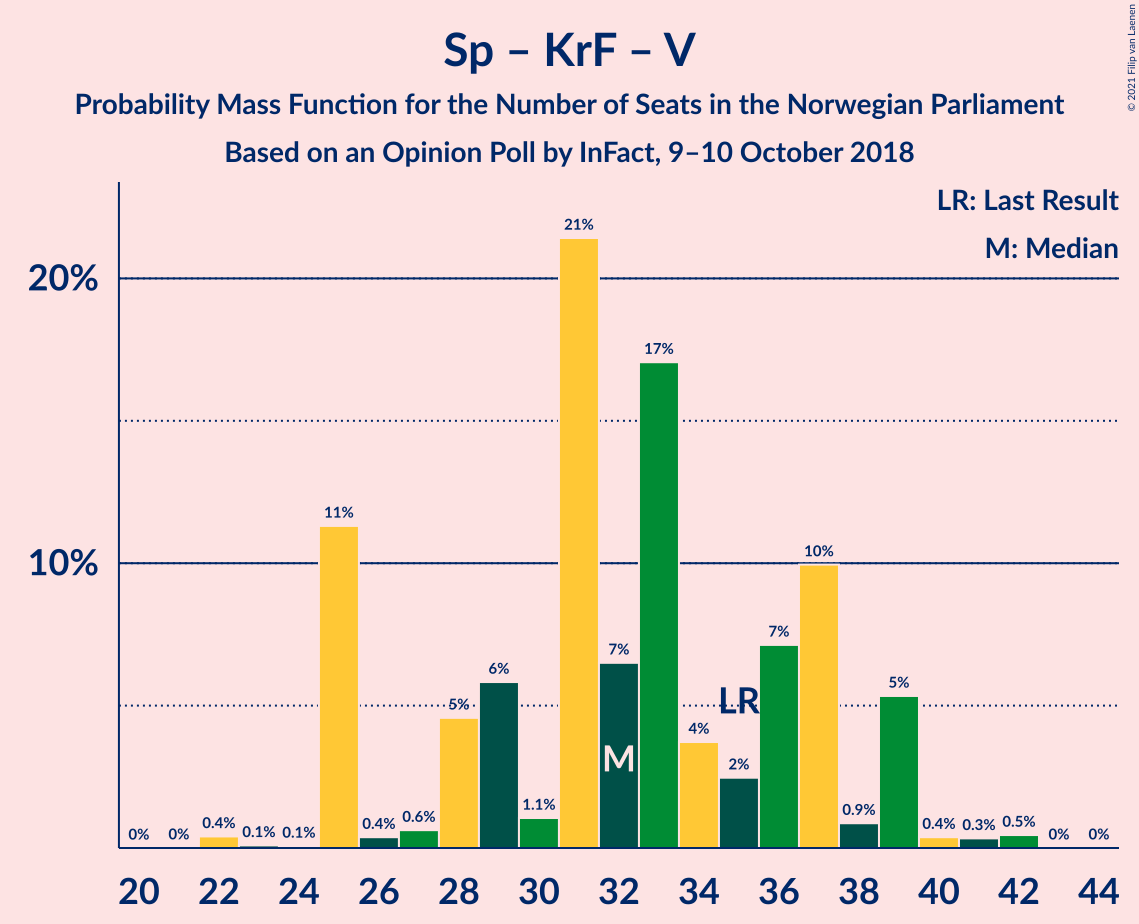 © 2021 Filip van Laenen
Sp – KrF – V
Probability Mass Function for the Number of Seats in the Norwegian Parliament
Based on an Opinion Poll by InFact, 9–10 October 2018
LR: Last Result
M: Median
20%
10%
0% 0% 0.4% 0.1% 0.1% 11% 0.4% 0.6% 5% 6% 1.1% 21% 7% 17% 4% 2% 7% 10% 0.9% 5% 0.4% 0.3% 0.5% 0% 0%
LR
M
20 22 24 26 28 30 32 34 36 38 40 42 44